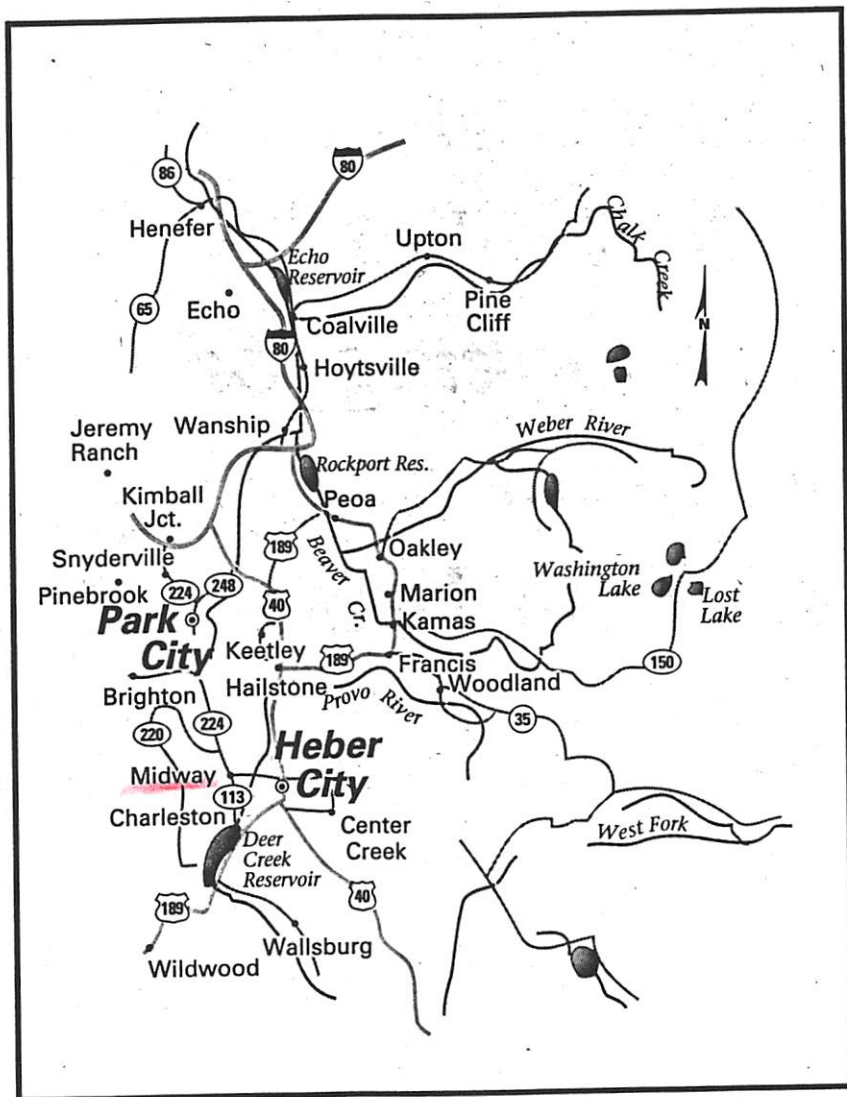 80
86
Henefer
Chalk Creek
Upton
Echo
Reservoir
65
Echo
Pine
Cliff
Coalville
N
80
Hoytsville
Jeremy
Ranch
Wanship
Weber River
Rockport Res.
Kimball
Jct.
Peoa
189
Beaver Cr.
Oakley
Snyderville
Washington
Lake
Pinebrook
224
248
40
Marion
Lost
Lake
Park
City
Kamas
Keetley
189
Francis
150
Brighton
Hailstone
Woodland
Provo River
35
220
224
Heber
City
Midway
113
Charleston
Center
Creek
West Fork
Deer
Creek
Reservoir
40
189
Wallsburg
Wildwood